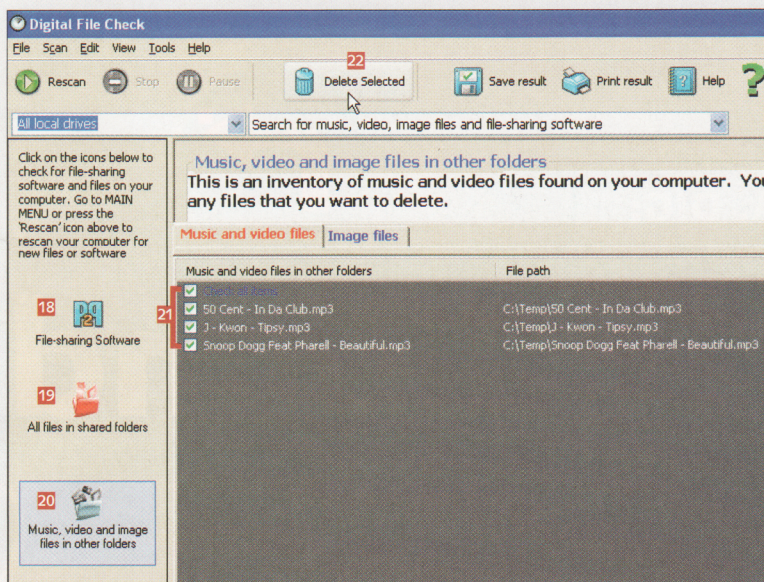 Digital File Check
File Scan Edit View Tools Help
22
Rescan Stop Pause Delete Selected Save result Print result Help
All local drives Search for music, video, image files and file-sharing software
Click on the icons below to
check for file-sharing
software and files on your
computer. Go to MAIN
MENU or press the
'Rescan' icon above to
rescan your computer for
new files or software
18
File-sharing Software
19
All files in shared folders
20
Music, video and image
files in other folders
Music, video and image files in other folders
This is an inventory of music and video files found on your computer. You
any files that you want to delete.
Music and video files Image files
Music and video files in other folders File path
21
50 Cent - In Da Club.mp3 C:\Temp\50 Cent - In Da Club.mp3
J - Kwon - Tipsy.mp3 C:\Temp\J - Kwon - Tipsy.mp3
Snoop Dogg Feat Pharell - Beautiful.mp3 C:\Temp\Snoop Dogg Feat Pharell - Beautiful.mp3